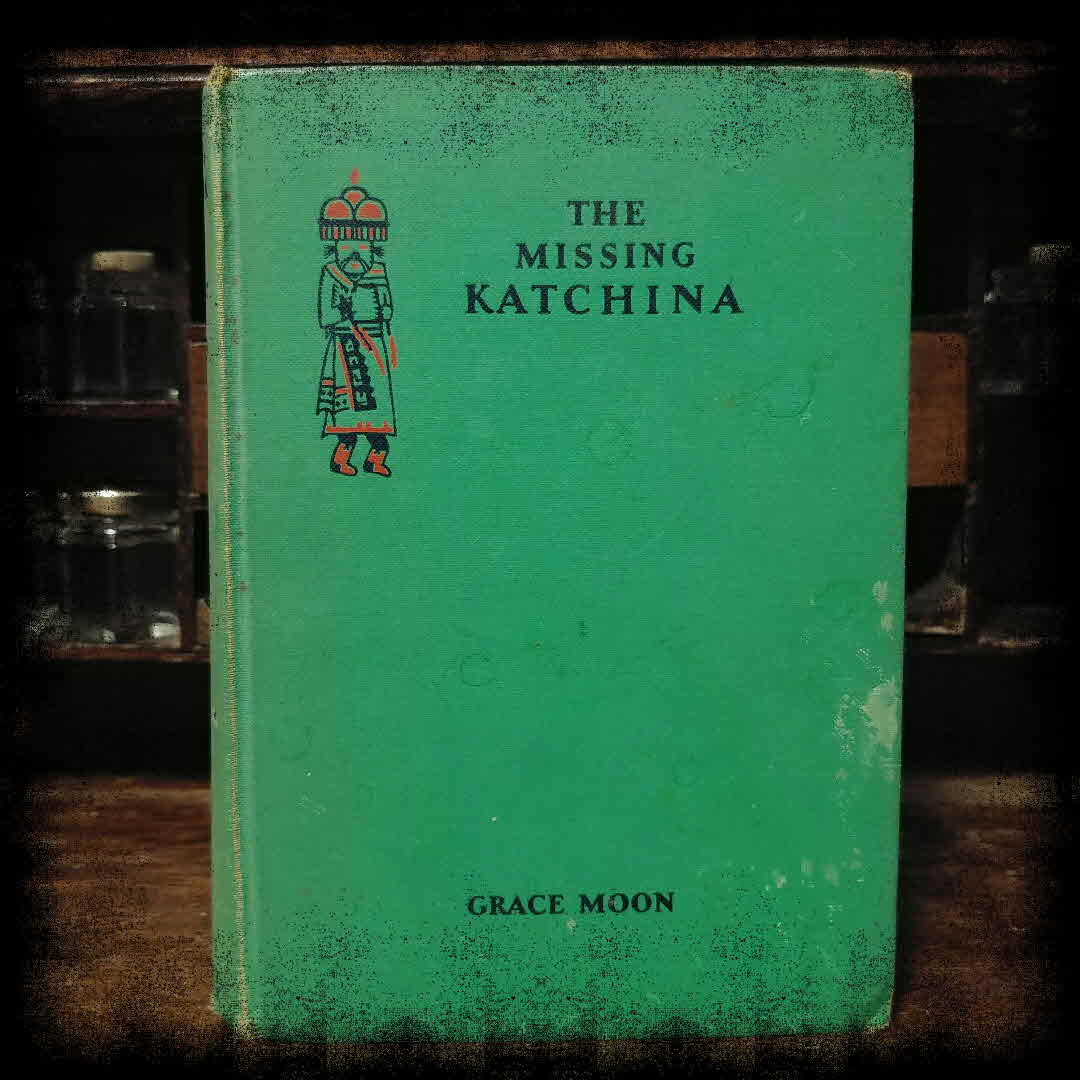 THE
MISSING
KATCHINA
GRACE MOON